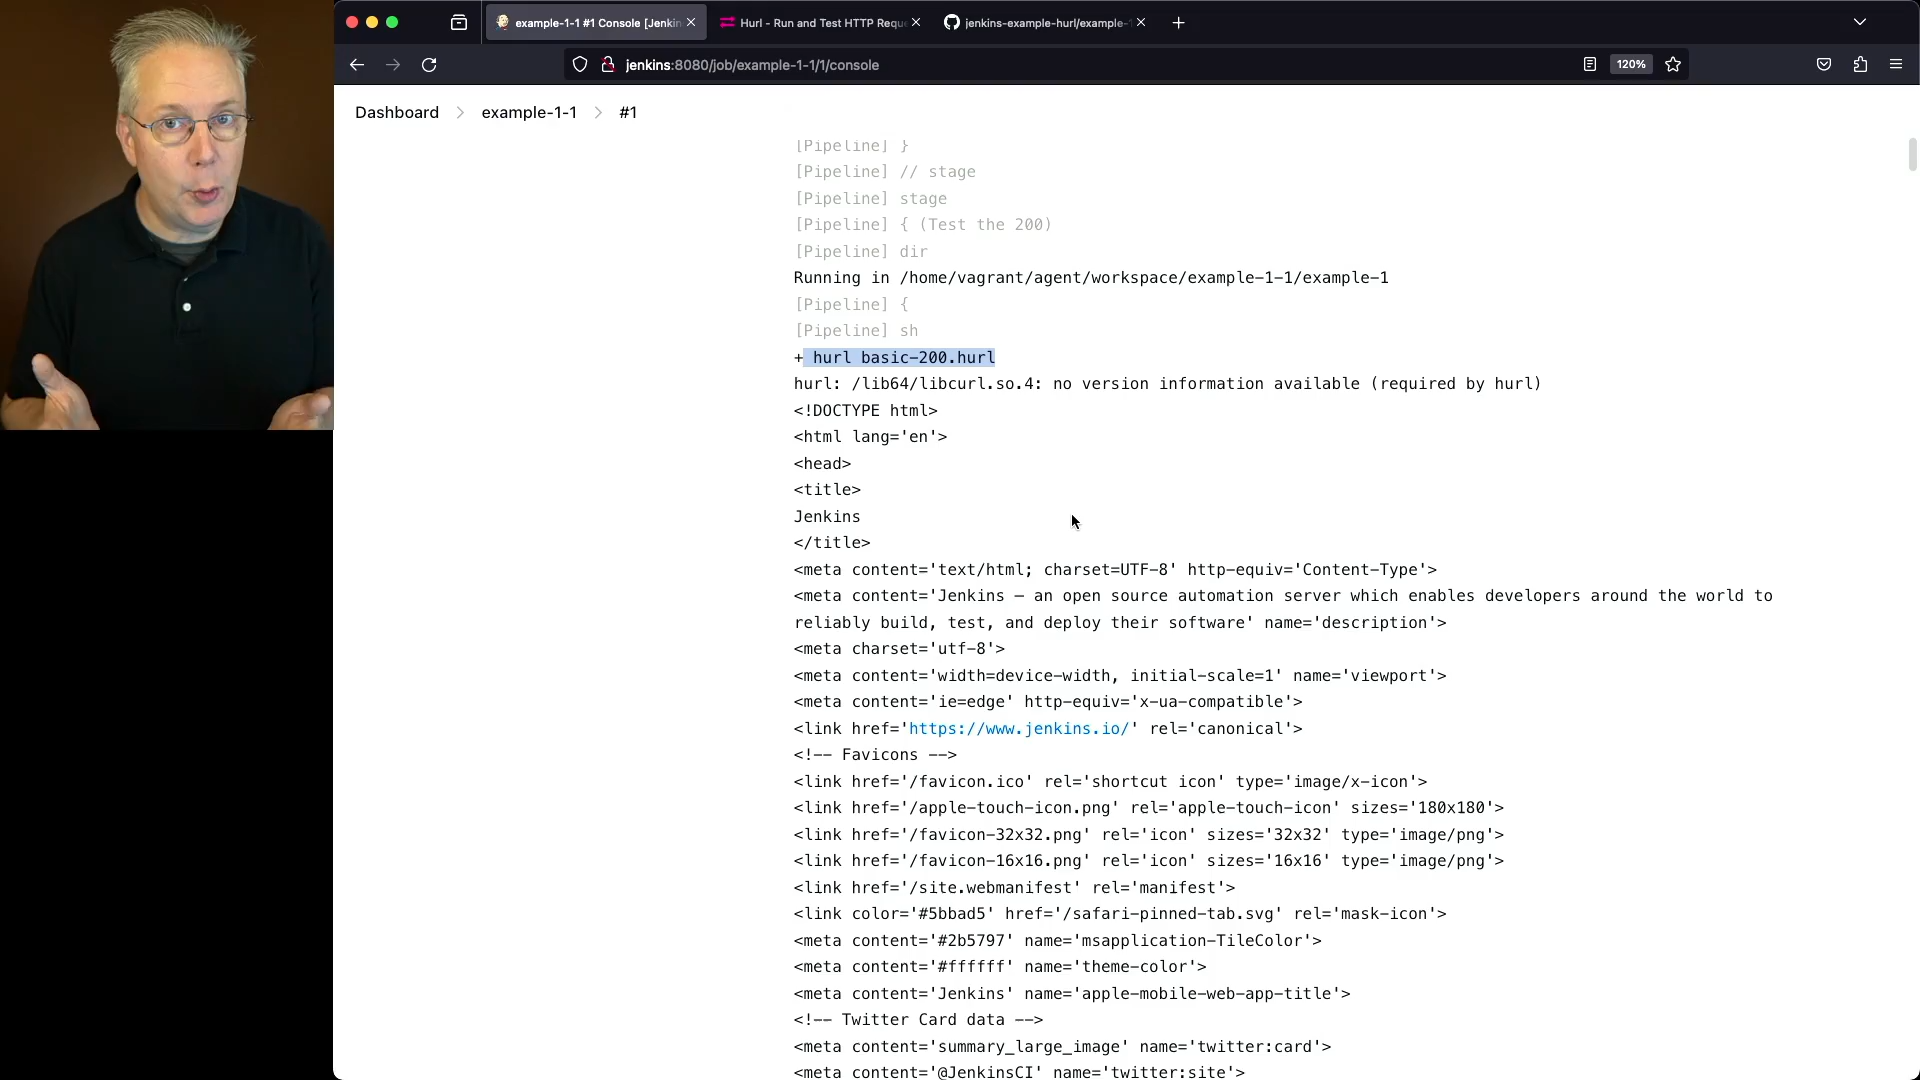 example-1-1 #1 Console [Jenkin
Hurl - Run and Test HTTP Requ
jenkins-example-hurl/example-1
jenkins:8080/job/example-1-1/1/console
120%
Dashboard
example-1-1
#1
[Pipeline] }
[Pipeline] // stage
[Pipeline] stage
[Pipeline] { (Test the 200)
[Pipeline] dir
Running in /home/vagrant/agent/workspace/example-1-1/example-1
[Pipeline] {
[Pipeline] sh
+ hurl basic-200.hurl
hurl: /lib64/libcurl.so.4: no version information available (required by hurl)
<!DOCTYPE html>
<html lang='en'>
<head>
<title>
Jenkins
</title>
<meta content='text/html; charset=UTF-8' http-equiv='Content-Type'>
<meta content='Jenkins – an open source automation server which enables developers around the world to
reliably build, test, and deploy their software' name='description'>
<meta charset='utf-8'>
<meta content='width=device-width, initial-scale=1' name='viewport'>
<meta content='ie=edge' http-equiv='x-ua-compatible'>
<link href='https://www.jenkins.io/' rel='canonical'>
<!-- Favicons -->
<link href='/favicon.ico' rel='shortcut icon' type='image/x-icon'>
<link href='/apple-touch-icon.png' rel='apple-touch-icon' sizes='180x180'>
<link href='/favicon-32x32.png' rel='icon' sizes='32x32' type='image/png'>
<link href='/favicon-16x16.png' rel='icon' sizes='16x16' type='image/png'>
<link href='/site.webmanifest' rel='manifest'>
<link color='#5bbad5' href='/safari-pinned-tab.svg' rel='mask-icon'>
<meta content='#2b5797' name='msapplication-TileColor'>
<meta content='#ffffff' name='theme-color'>
<meta content='Jenkins' name='apple-mobile-web-app-title'>
<!-- Twitter Card data -->
<meta content='summary_large_image' name='twitter:card'>
<meta content='@JenkinsCI' name='twitter:site'>